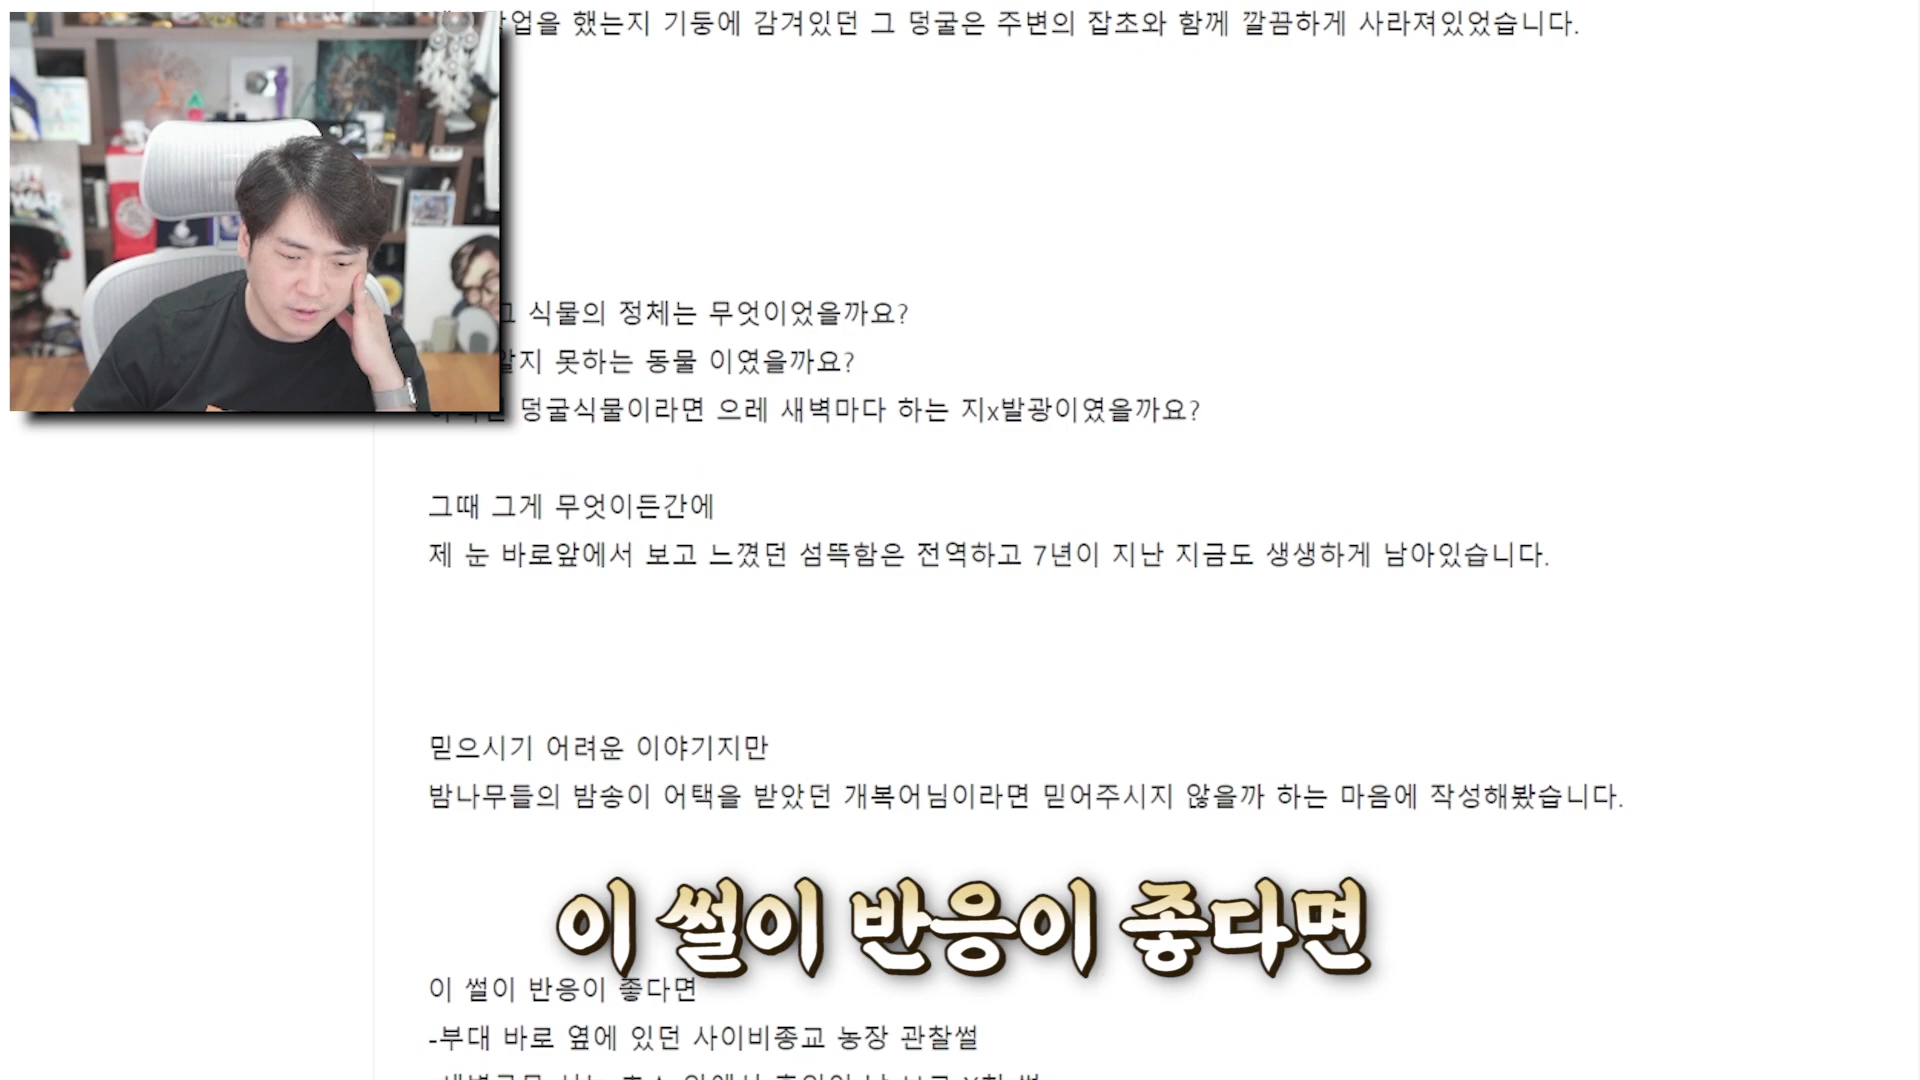 업을 했는지 기둥에 감겨있던 그 덩굴은 주변의 잡초와 함께 깔끔하게 사라져있었습니다.
그 식물의 정체는 무엇이었을까요?
알지 못하는 동물 이였을까요?
덩굴식물이라면 으레 새벽마다 하는 지x발광이였을까요?
그때 그게 무엇이든간에
제 눈 바로앞에서 보고 느꼈던 섬뜩함은 전역하고 7년이 지난 지금도 생생하게 남아있습니다.
믿으시기 어려운 이야기지만
밤나무들의 밤송이 어택을 받았던 개복어님이라면 믿어주시지 않을까 하는 마음에 작성해봤습니다.
이 썰이 반응이 좋다면
이 썰이 반응이 좋다면
-부대 바로 옆에 있던 사이비종교 농장 관찰썰